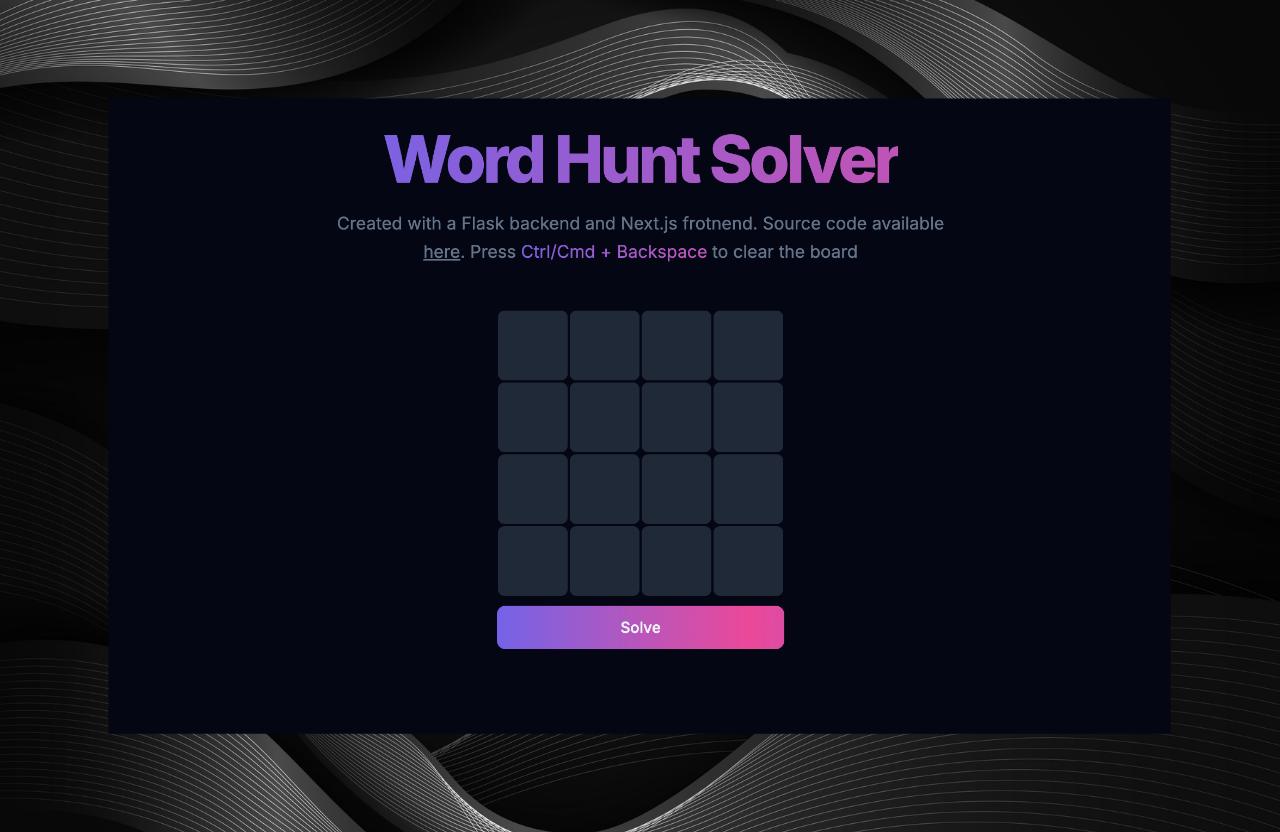 Word Hunt Solver
Created with a Flask backend and Next.js frotnend. Source code available
here. Press Ctrl/Cmd + Backspace to clear the board
Solve